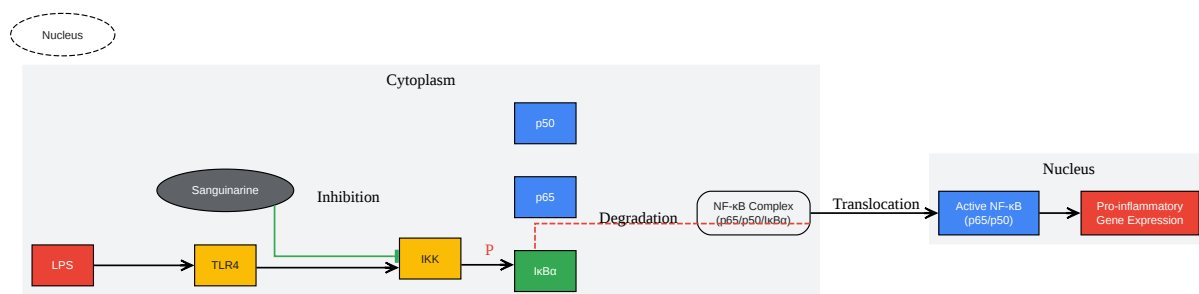 Nucleus
Cytoplasm
p50
Sanguinarine
Inhibition
p65
Degradation
NF-κB Complex
(p65/p50/IκBα)
Translocation
Nucleus
Active NF-κB
(p65/p50)
Pro-inflammatory
Gene Expression
LPS
TLR4
IKK
P
IκBα